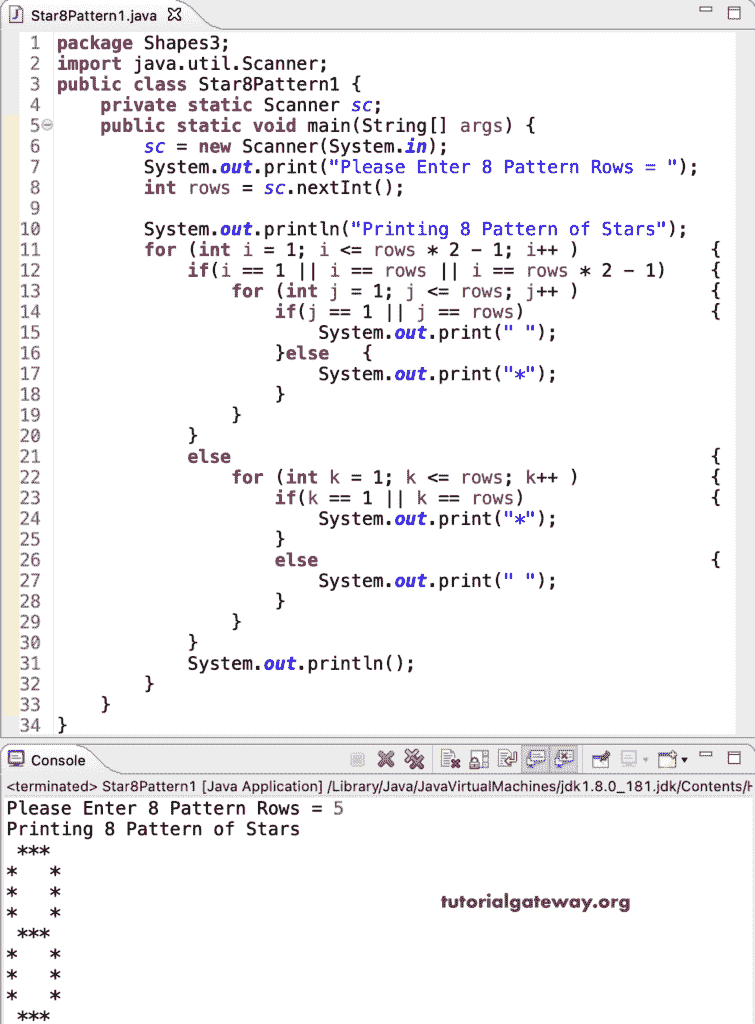 Star8Pattern1.java
1 package Shapes3;
2 import java.util.Scanner;
3 public class Star8Pattern1 {
4     private static Scanner sc;
5     public static void main(String[] args) {
6         sc = new Scanner(System.in);
7         System.out.print("Please Enter 8 Pattern Rows = ");
8         int rows = sc.nextInt();
9
10         System.out.println("Printing 8 Pattern of Stars");
11         for (int i = 1; i <= rows * 2 - 1; i++ )            {
12             if(i == 1 || i == rows || i == rows * 2 - 1)    {
13                 for (int j = 1; j <= rows; j++ )            {
14                     if(j == 1 || j == rows)                 {
15                         System.out.print(" ");
16                     }else   {
17                         System.out.print("*");
18                     }
19                 }
20             }
21             else                                            {
22                 for (int k = 1; k <= rows; k++ )            {
23                     if(k == 1 || k == rows)                 {
24                         System.out.print("*");
25                     }
26                     else                                    {
27                         System.out.print(" ");
28                     }
29                 }
30             }
31             System.out.println();
32         }
33     }
34 }
Console
<terminated> Star8Pattern1 [Java Application] /Library/Java/JavaVirtualMachines/jdk1.8.0_181.jdk/Contents/
Please Enter 8 Pattern Rows = 5
Printing 8 Pattern of Stars
 ***
*   *
*   *
*   *
 ***
*   *
*   *
*   *
 ***
tutorialgateway.org